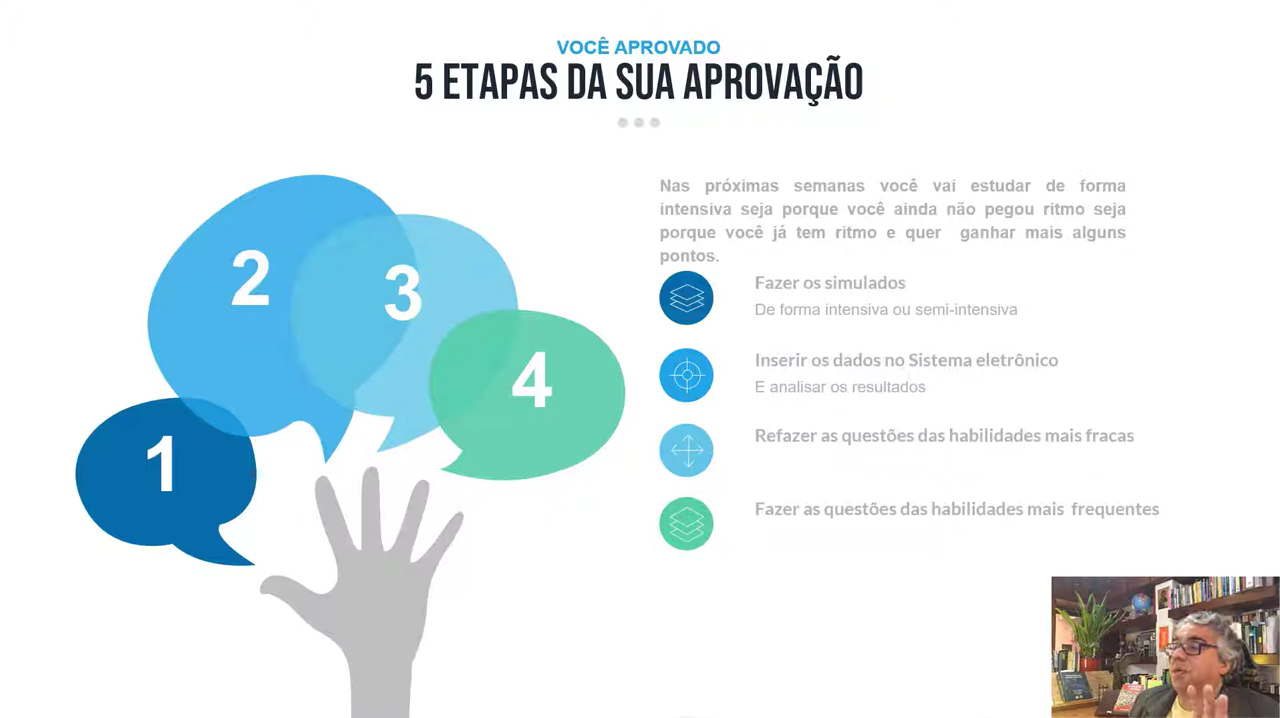 VOCÊ APROVADO
5 ETAPAS DA SUA APROVAÇÃO
Nas próximas semanas você vai estudar de forma
intensiva seja porque você ainda não pegou ritmo seja
porque você já tem ritmo e quer ganhar mais alguns
pontos.
Fazer os simulados
De forma intensiva ou semi-intensiva
Inserir os dados no Sistema eletrônico
E analisar os resultados
Refazer as questões das habilidades mais fracas
Fazer as questões das habilidades mais frequentes
1
2
3
4